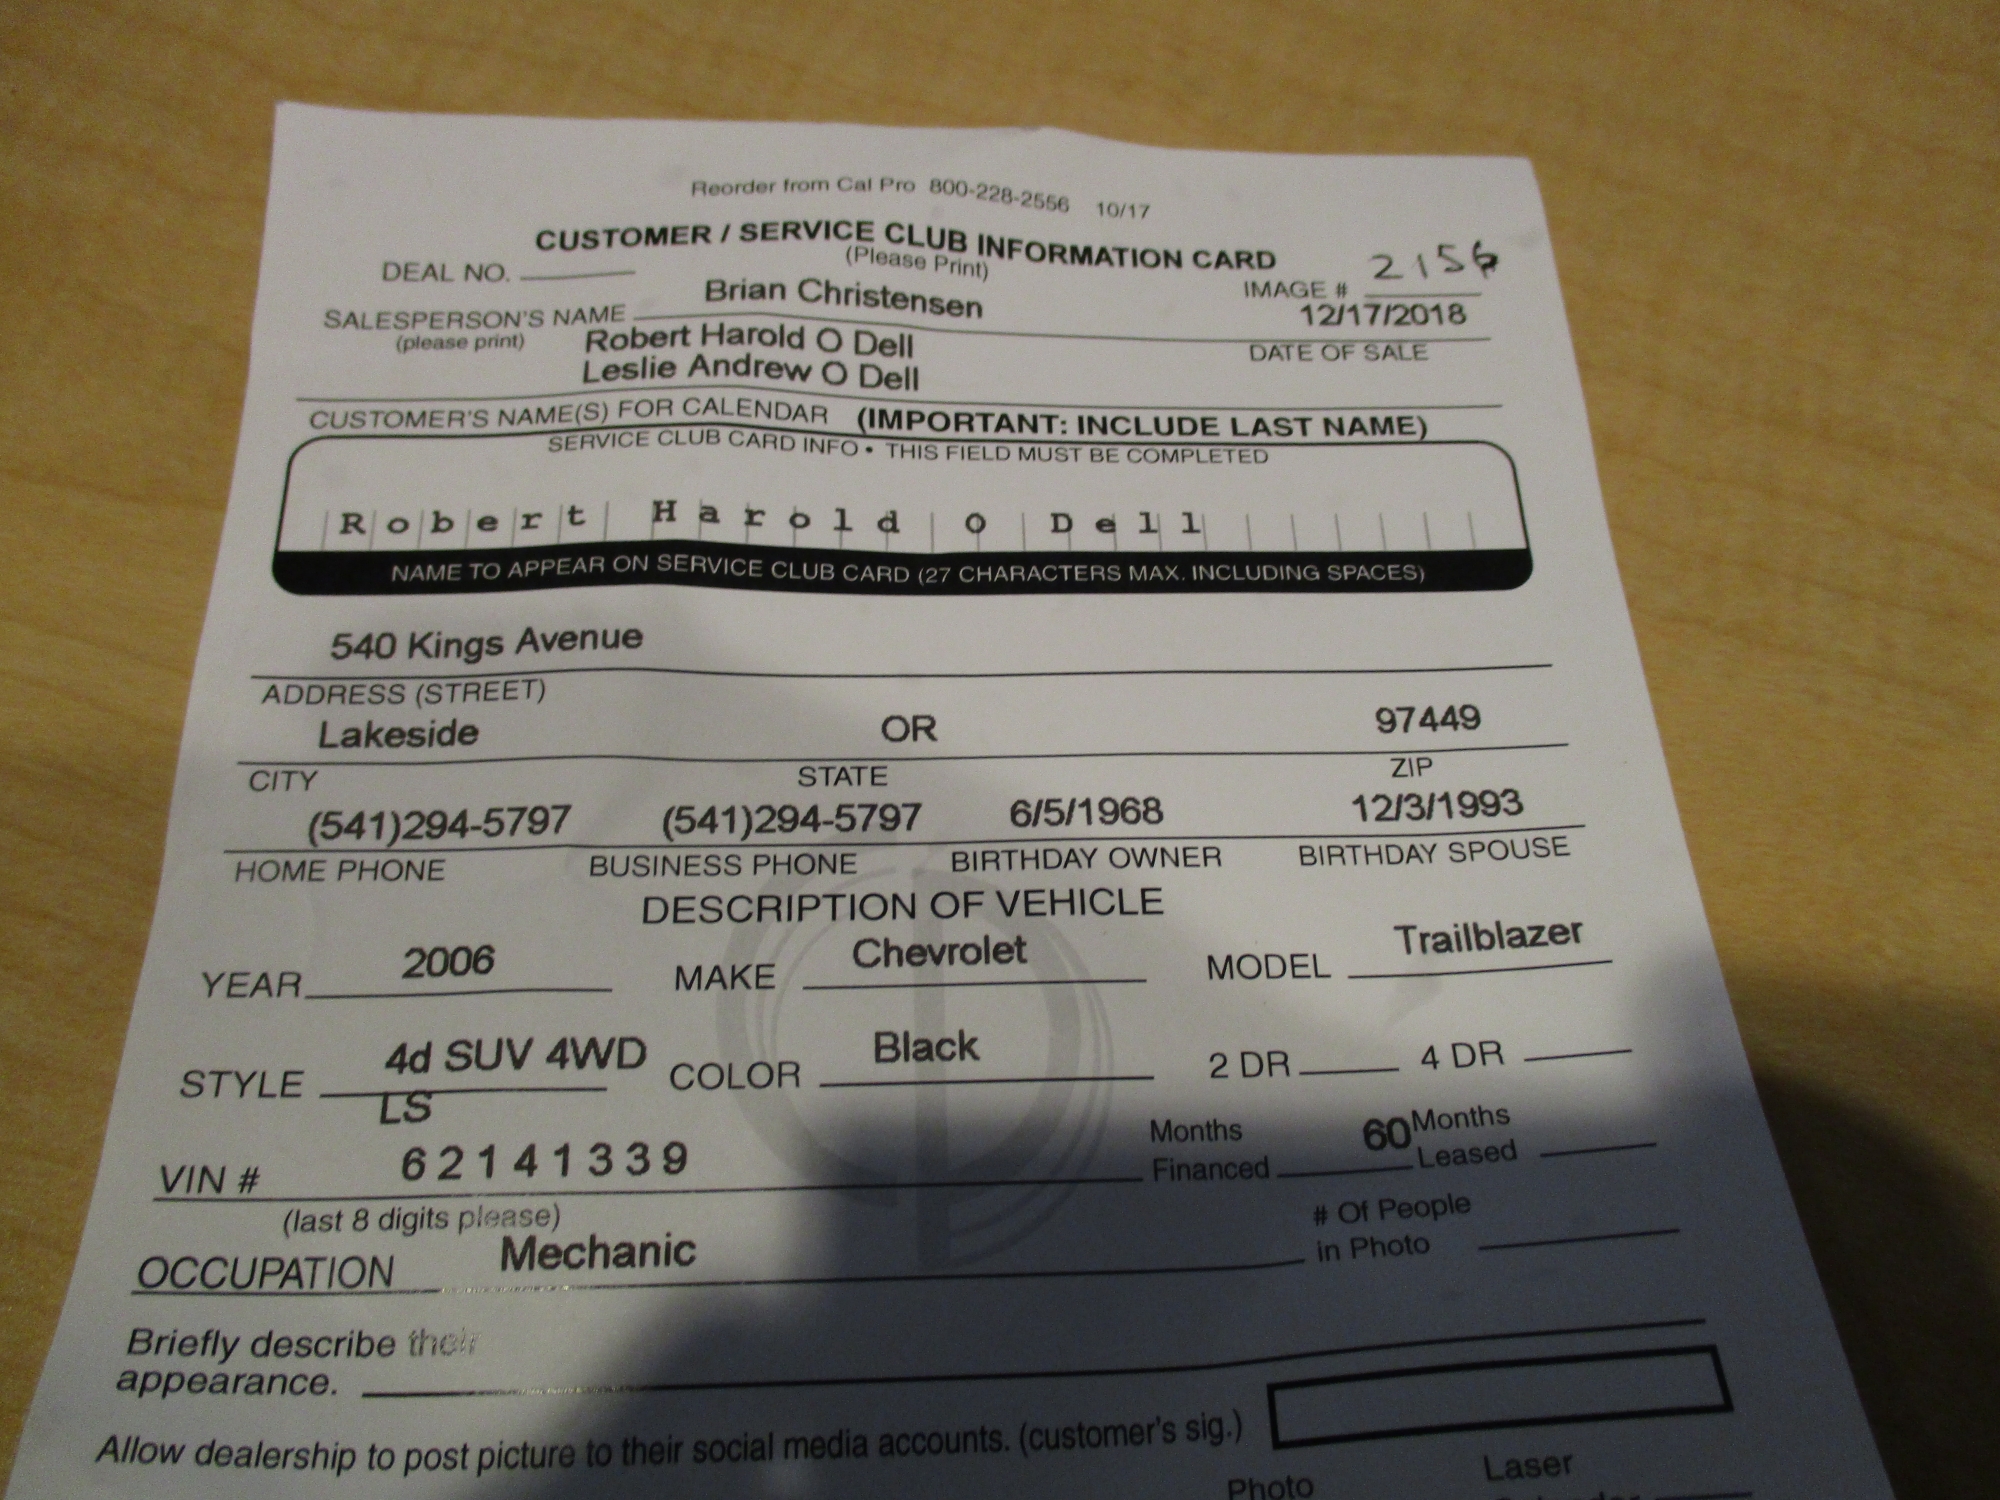 Reorder from Cal Pro 800-228-2556 10/17
CUSTOMER / SERVICE CLUB INFORMATION CARD
(Please Print)
DEAL NO.
IMAGE # 2156
SALESPERSON'S NAME Brian Christensen
(please print)
12/17/2018
DATE OF SALE
Robert Harold O Dell
Leslie Andrew O Dell
CUSTOMER'S NAME(S) FOR CALENDAR (IMPORTANT: INCLUDE LAST NAME)
SERVICE CLUB CARD INFO • THIS FIELD MUST BE COMPLETED
Robert Harold O Dell
NAME TO APPEAR ON SERVICE CLUB CARD (27 CHARACTERS MAX. INCLUDING SPACES)
540 Kings Avenue
ADDRESS (STREET)
Lakeside OR 97449
CITY STATE ZIP
(541)294-5797 (541)294-5797 6/5/1968 12/3/1993
HOME PHONE BUSINESS PHONE BIRTHDAY OWNER BIRTHDAY SPOUSE
DESCRIPTION OF VEHICLE
YEAR 2006 MAKE Chevrolet MODEL Trailblazer
STYLE 4d SUV 4WD COLOR Black 2 DR 4 DR
LS
VIN # 62141339 Months Financed 60 Months Leased
(last 8 digits please)
OCCUPATION Mechanic # Of People in Photo
Briefly describe their
appearance.
Allow dealership to post picture to their social media accounts. (customer's sig.)
Photo Laser